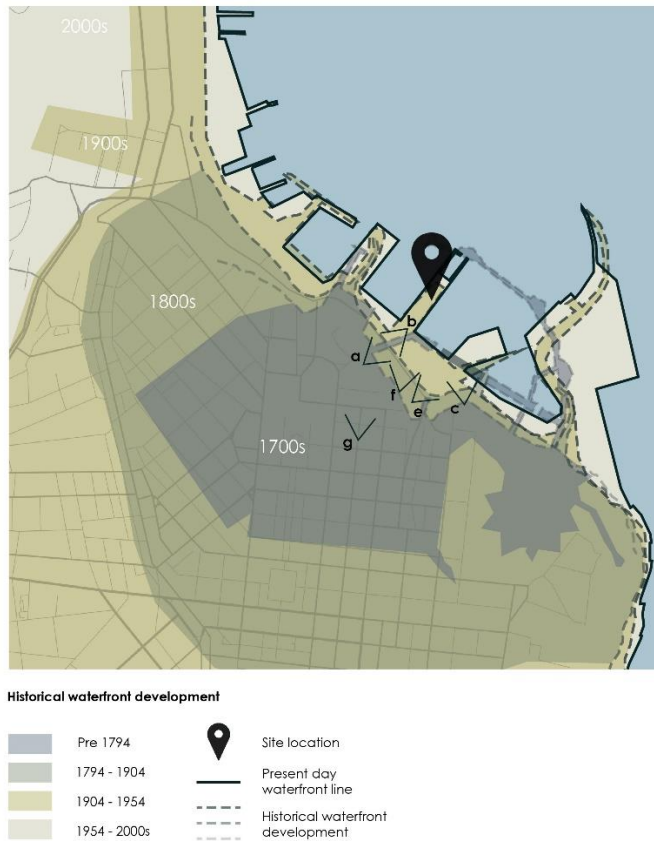 2000s
1900s
1800s
b
a
f
e
c
g
1700s
Historical waterfront development
Pre 1794
1794 - 1904
1904 - 1954
1954 - 2000s
Site location
Present day
waterfront line
Historical waterfront
development